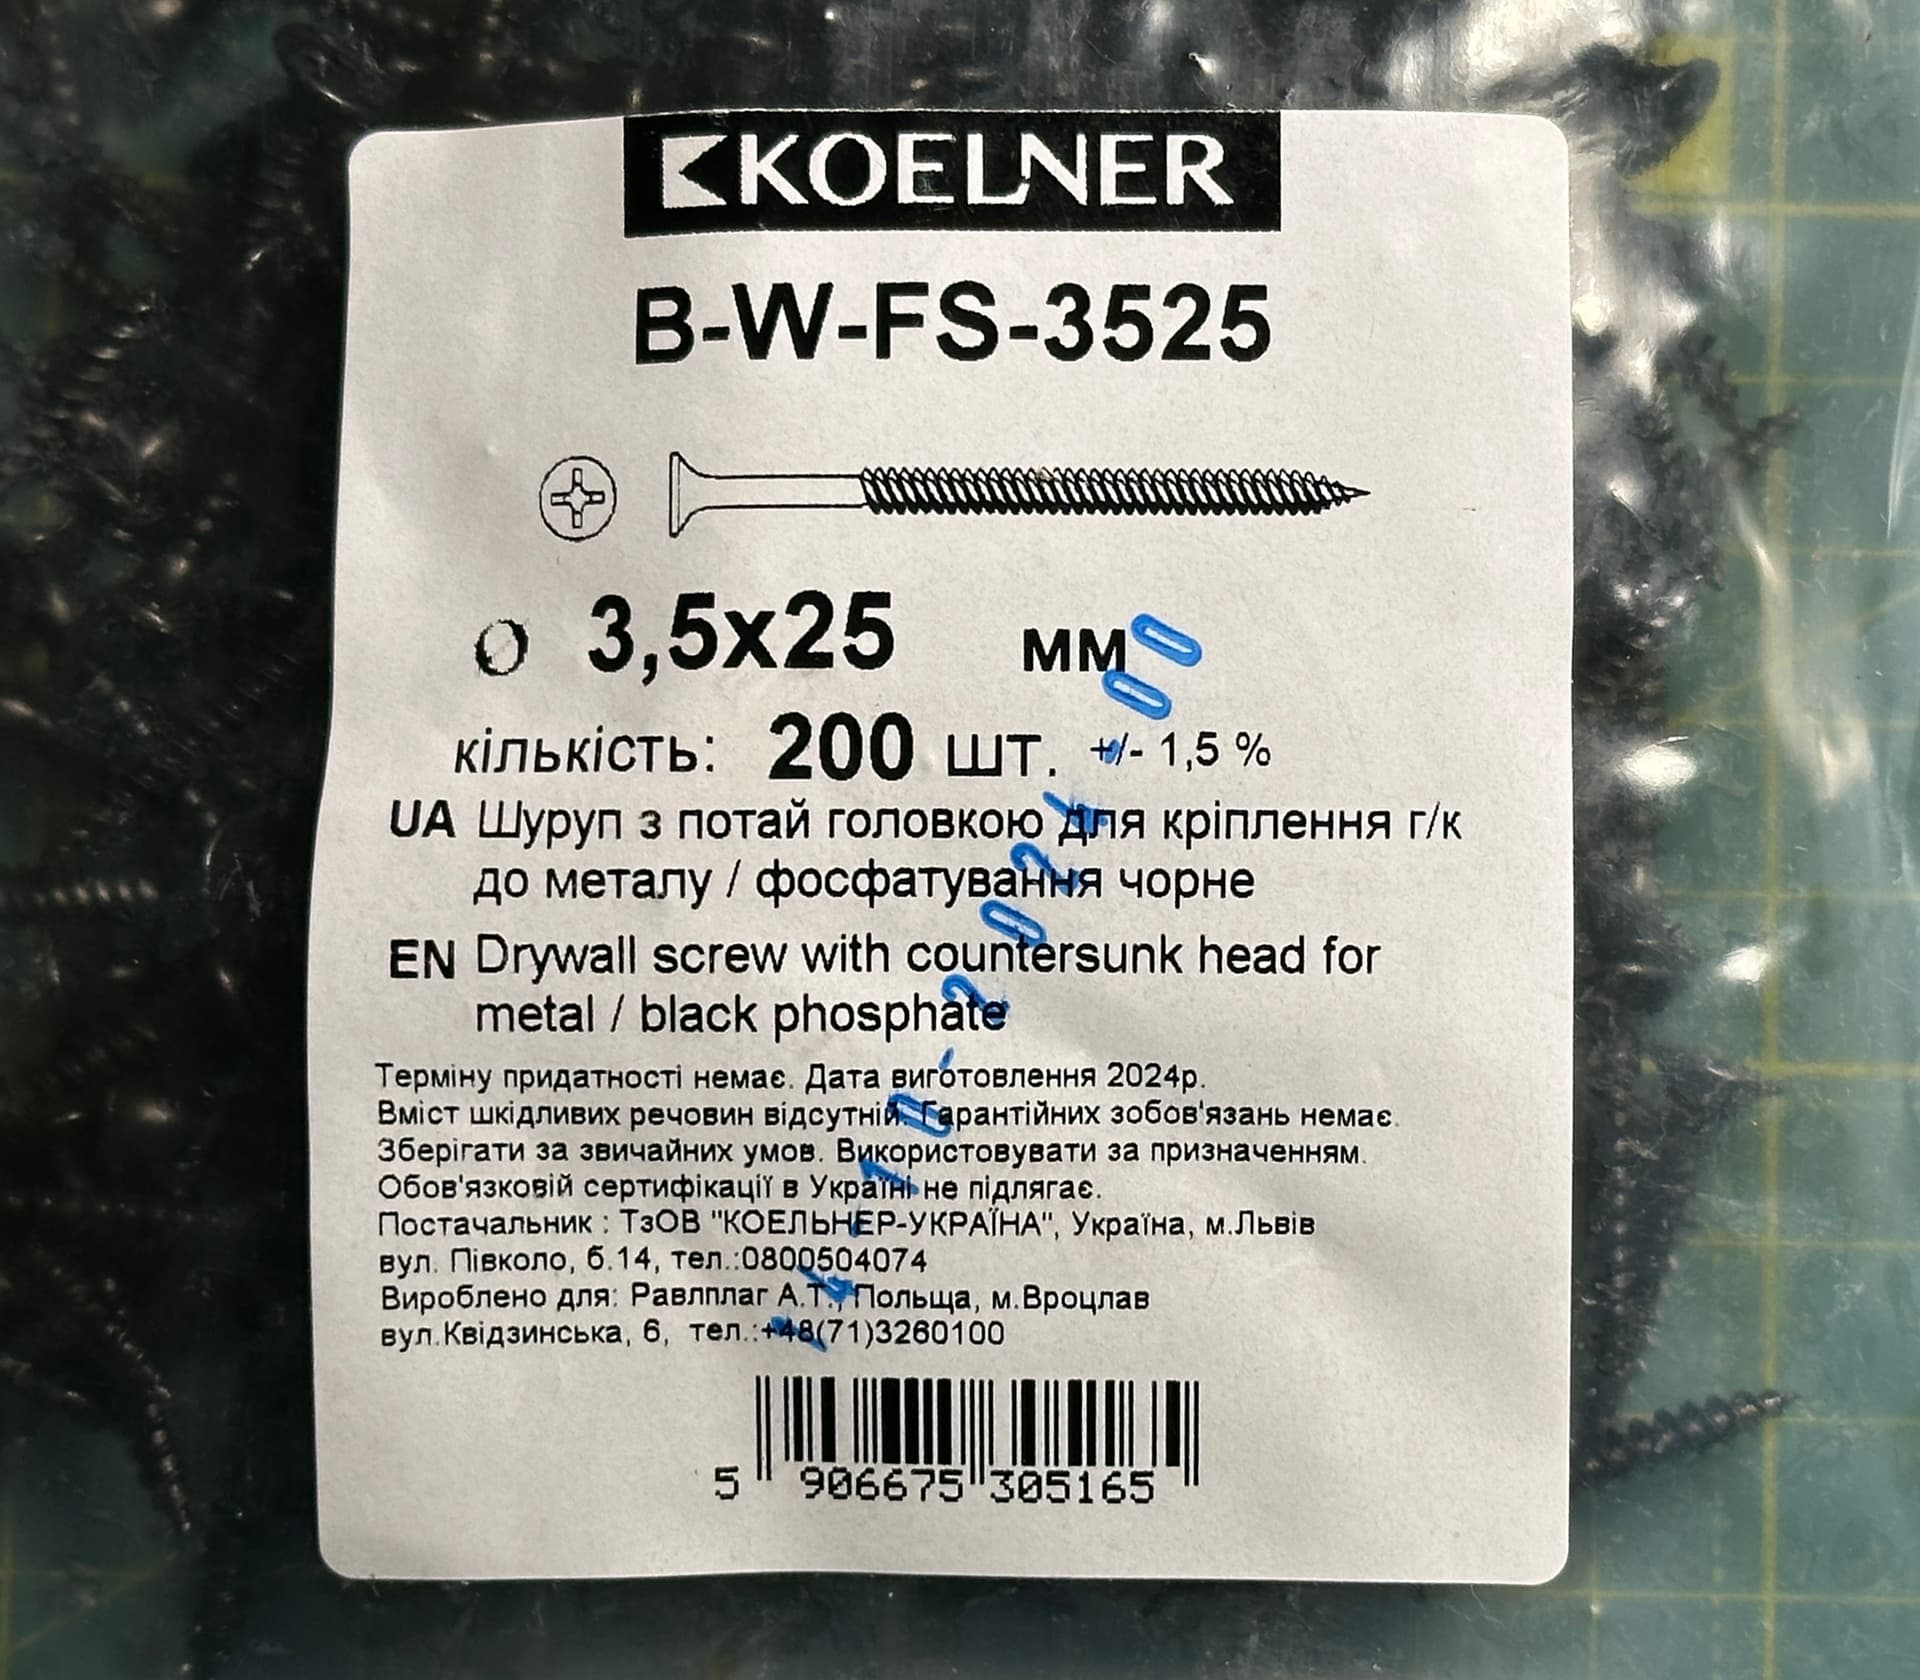 KOELNER
B-W-FS-3525
Ø 3,5x25 мм
кількість: 200 шт. +/- 1,5 %
UA Шуруп з потай головкою для кріплення г/к
до металу / фосфатування чорне
EN Drywall screw with countersunk head for
metal / black phosphate
Терміну придатності немає. Дата виготовлення 2024р.
Вміст шкідливих речовин відсутній. Гарантійних зобов'язань немає.
Зберігати за звичайних умов. Використовувати за призначенням.
Обов'язковій сертифікації в Україні не підлягає.
Постачальник : ТзОВ "КОЕЛЬНЕР-УКРАЇНА", Україна, м.Львів
вул. Півколо, б.14, тел.:0800504074
Вироблено для: Равлплаг А.Т., Польща, м.Вроцлав
вул.Квідзинська, 6, тел.:+48(71)3260100
5 906675 305165